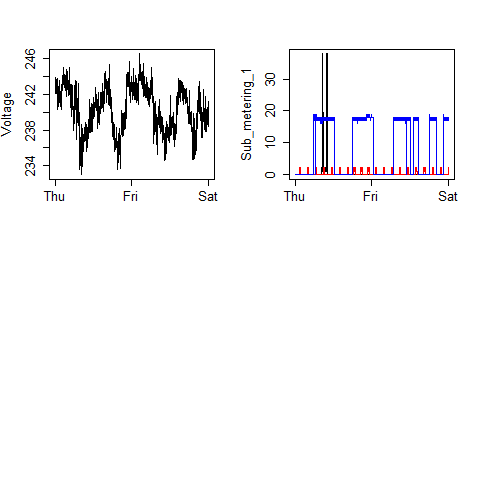 Voltage
246
242
238
234
Thu
Fri
Sat
Sub_metering_1
30
20
10
0
Thu
Fri
Sat